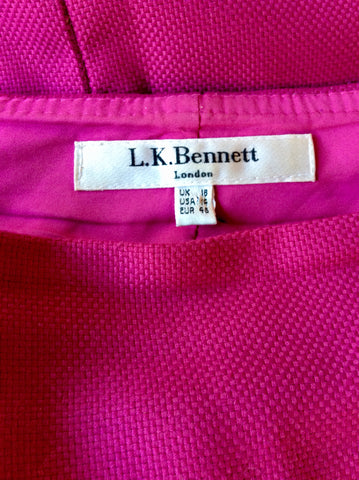 L.K.Bennett
London
UK 18
USA 16
EUR 46